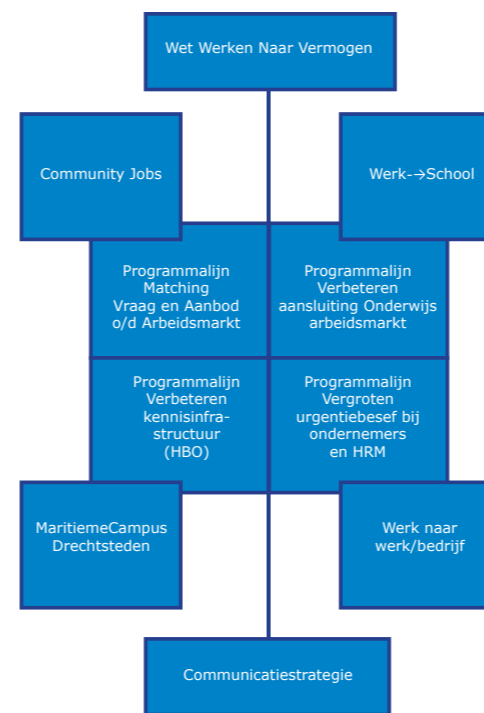 Wet Werken Naar Vermogen
Community Jobs
Werk-→School
Programmalijn
Matching
Vraag en Aanbod
o/d Arbeidsmarkt
Programmalijn
Verbeteren
aansluiting Onderwijs
arbeidsmarkt
Programmalijn
Verbeteren
kennisinfra-
structuur
(HBO)
Programmalijn
Vergroten
urgentiebesef bij
ondernemers
en HRM
MaritiemeCampus
Drechtsteden
Werk naar
werk/bedrijf
Communicatiestrategie